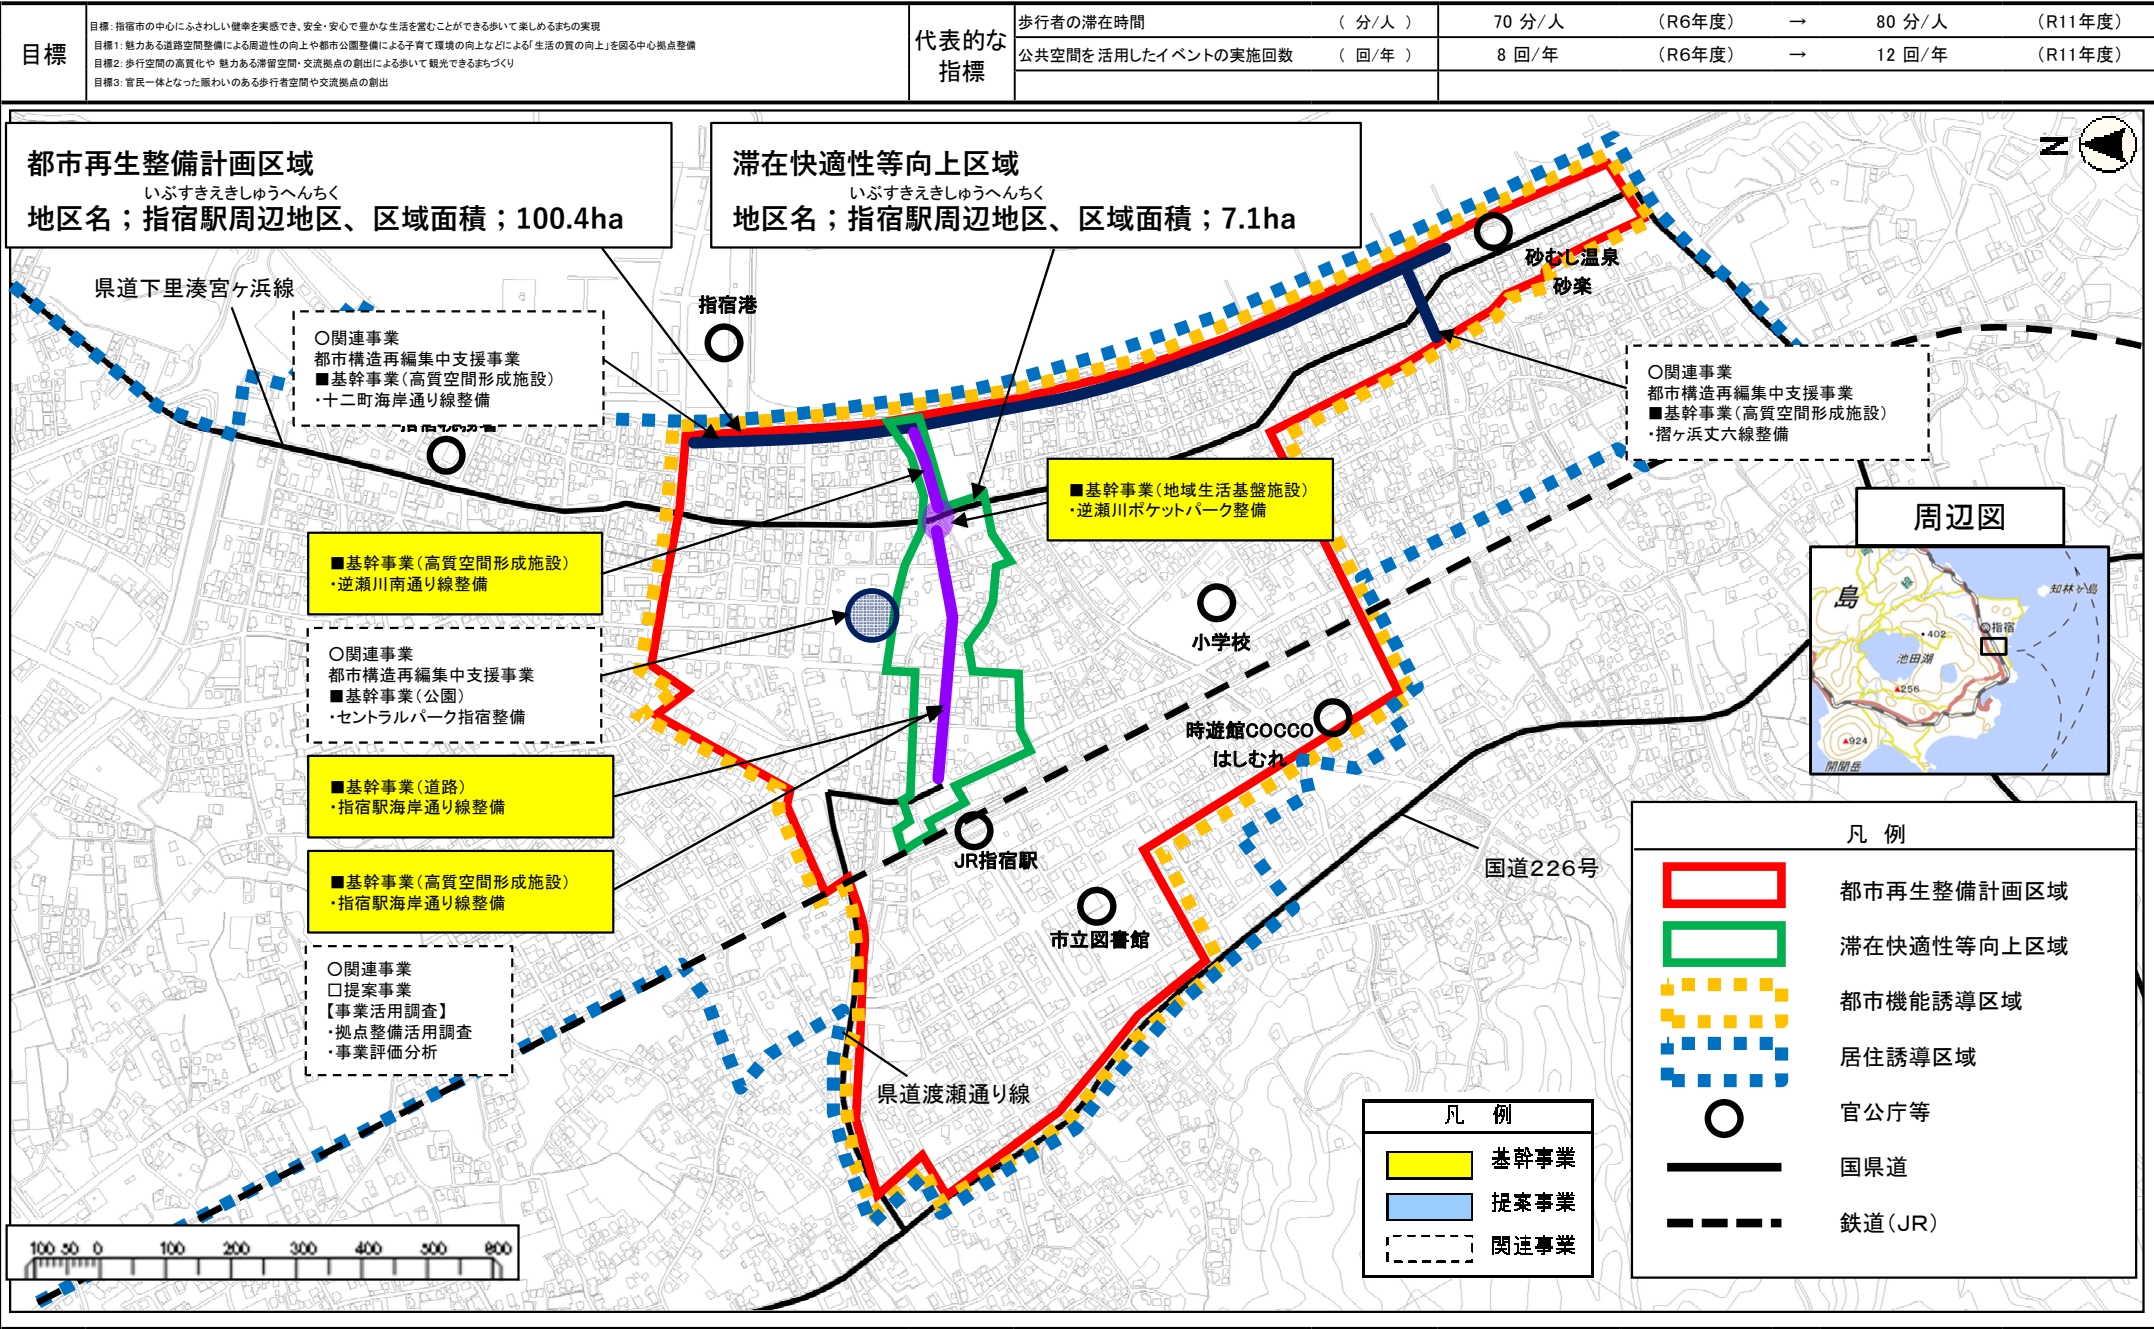 目標
目標：指宿市の中心にふさわしい健幸を実感でき、安全・安心で豊かな生活を営むことができる歩いて楽しめるまちの実現
目標1：魅力ある道路空間整備による周遊性の向上や都市公園整備による子育て環境の向上などによる「生活の質の向上」を図る中心拠点整備
目標2：歩行空間の高質化や 魅力ある滞留空間・交流拠点の創出による歩いて観光できるまちづくり
目標3：官民一体となった賑わいのある歩行者空間や交流拠点の創出
代表的な
指標
歩行者の滞在時間 （ 分/人 ） 70 分/人 （R6年度） → 80 分/人 （R11年度）
公共空間を活用したイベントの実施回数 （ 回/年 ） 8 回/年 （R6年度） → 12 回/年 （R11年度）
都市再生整備計画区域
いぶすきえきしゅうへんちく
地区名；指宿駅周辺地区、区域面積；100.4ha
滞在快適性等向上区域
いぶすきえきしゅうへんちく
地区名；指宿駅周辺地区、区域面積；7.1ha
N
県道下里湊宮ヶ浜線
指宿港
砂むし温泉
砂楽
○関連事業
都市構造再編集中支援事業
■基幹事業（高質空間形成施設）
・十二町海岸通り線整備
○関連事業
都市構造再編集中支援事業
■基幹事業（高質空間形成施設）
・摺ヶ浜丈六線整備
■基幹事業（地域生活基盤施設）
・逆瀬川ポケットパーク整備
■基幹事業（高質空間形成施設）
・逆瀬川南通り線整備
○関連事業
都市構造再編集中支援事業
■基幹事業（公園）
・セントラルパーク指宿整備
■基幹事業（道路）
・指宿駅海岸通り線整備
■基幹事業（高質空間形成施設）
・指宿駅海岸通り線整備
○関連事業
□提案事業
【事業活用調査】
・拠点整備活用調査
・事業評価分析
小学校
時遊館COCCO
はしむれ
JR指宿駅
市立図書館
国道226号
県道渡瀬通り線
周辺図
島
知林ヶ島
◎指宿
・402
池田湖
▲256
▲924
開聞岳
凡 例
都市再生整備計画区域
滞在快適性等向上区域
都市機能誘導区域
居住誘導区域
官公庁等
国県道
鉄道（JR）
凡 例
基幹事業
提案事業
関連事業
100 50 0 100 200 300 400 500 600